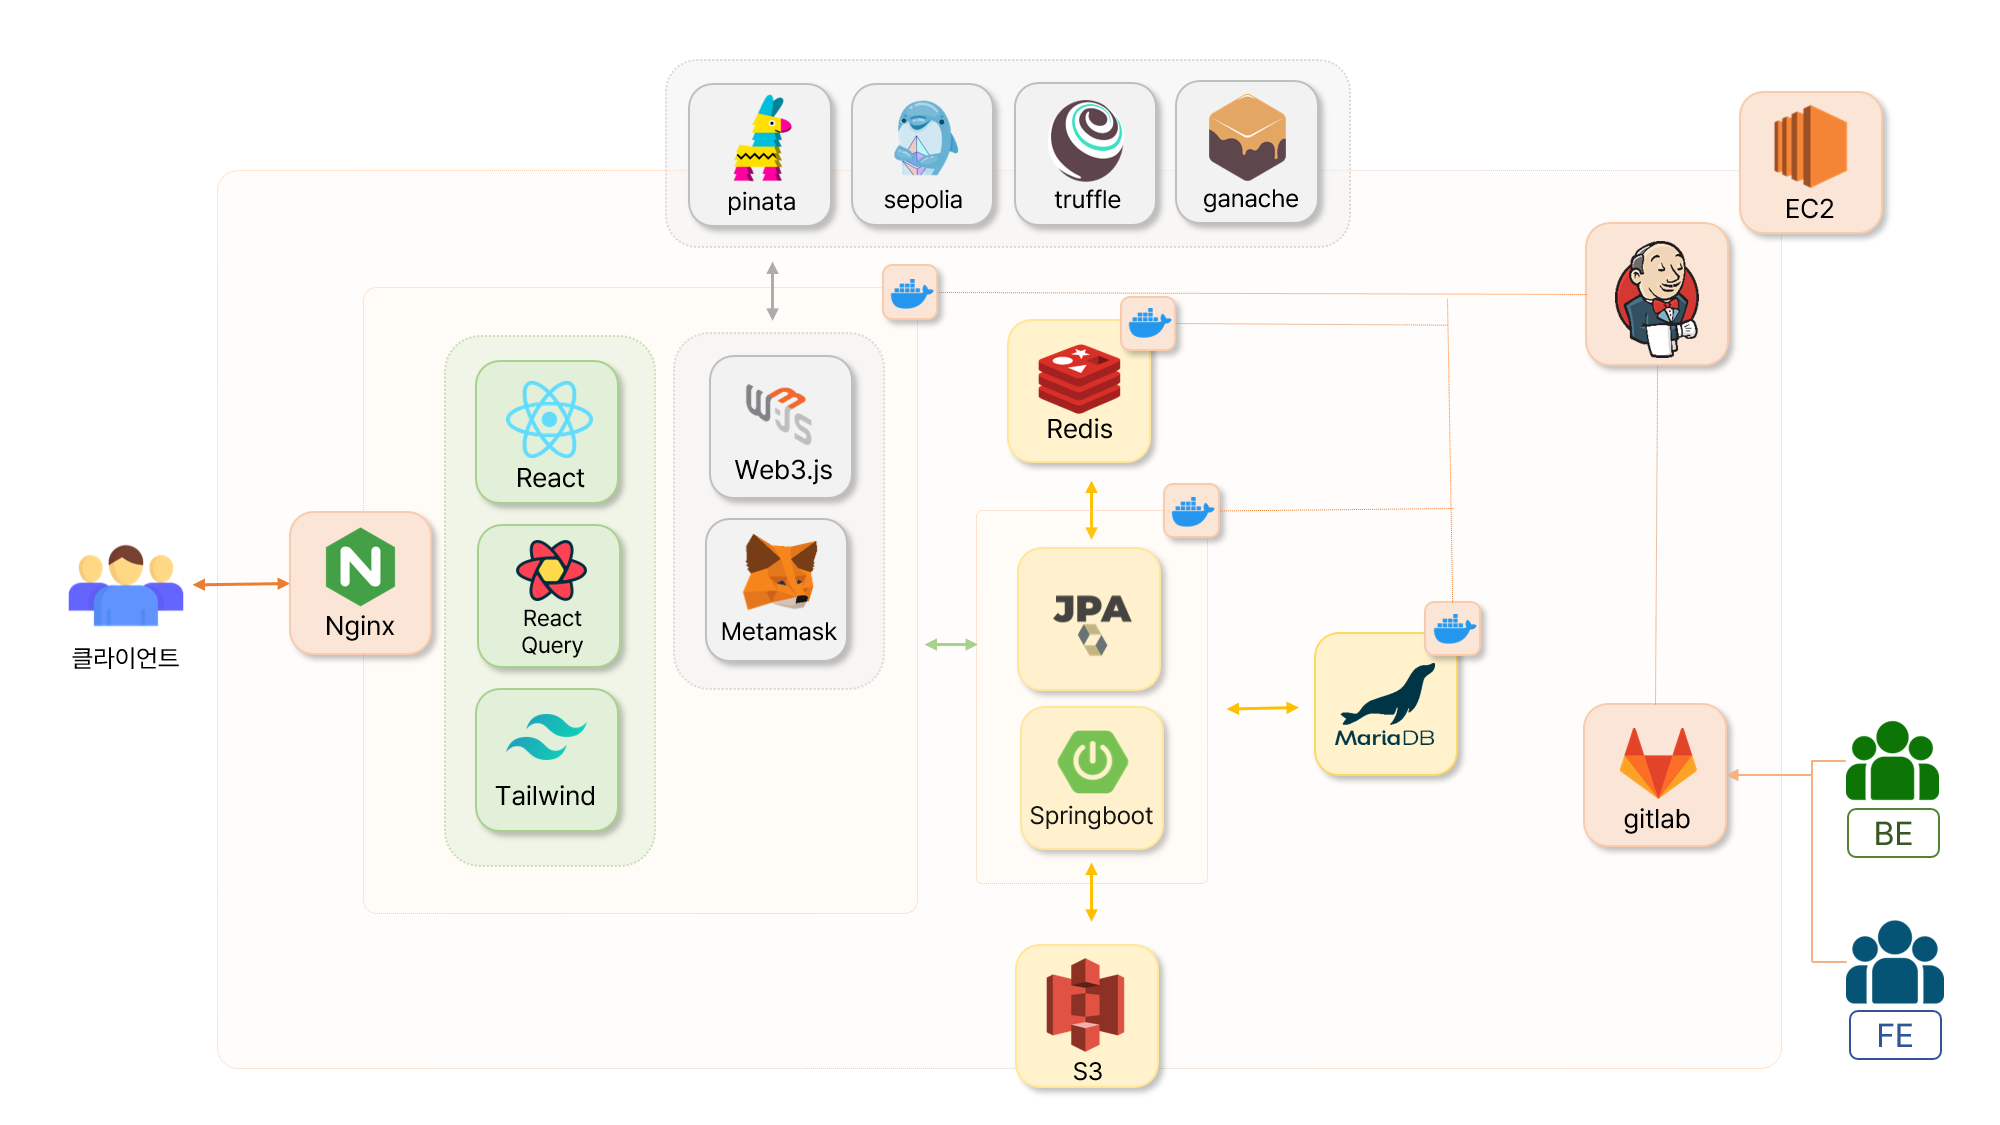 pinata
sepolia
truffle
ganache
EC2
W3JS
Web3.js
React
Redis
Nginx
React
Query
Metamask
JPA
클라이언트
MariaDB
Tailwind
Springboot
gitlab
BE
FE
S3